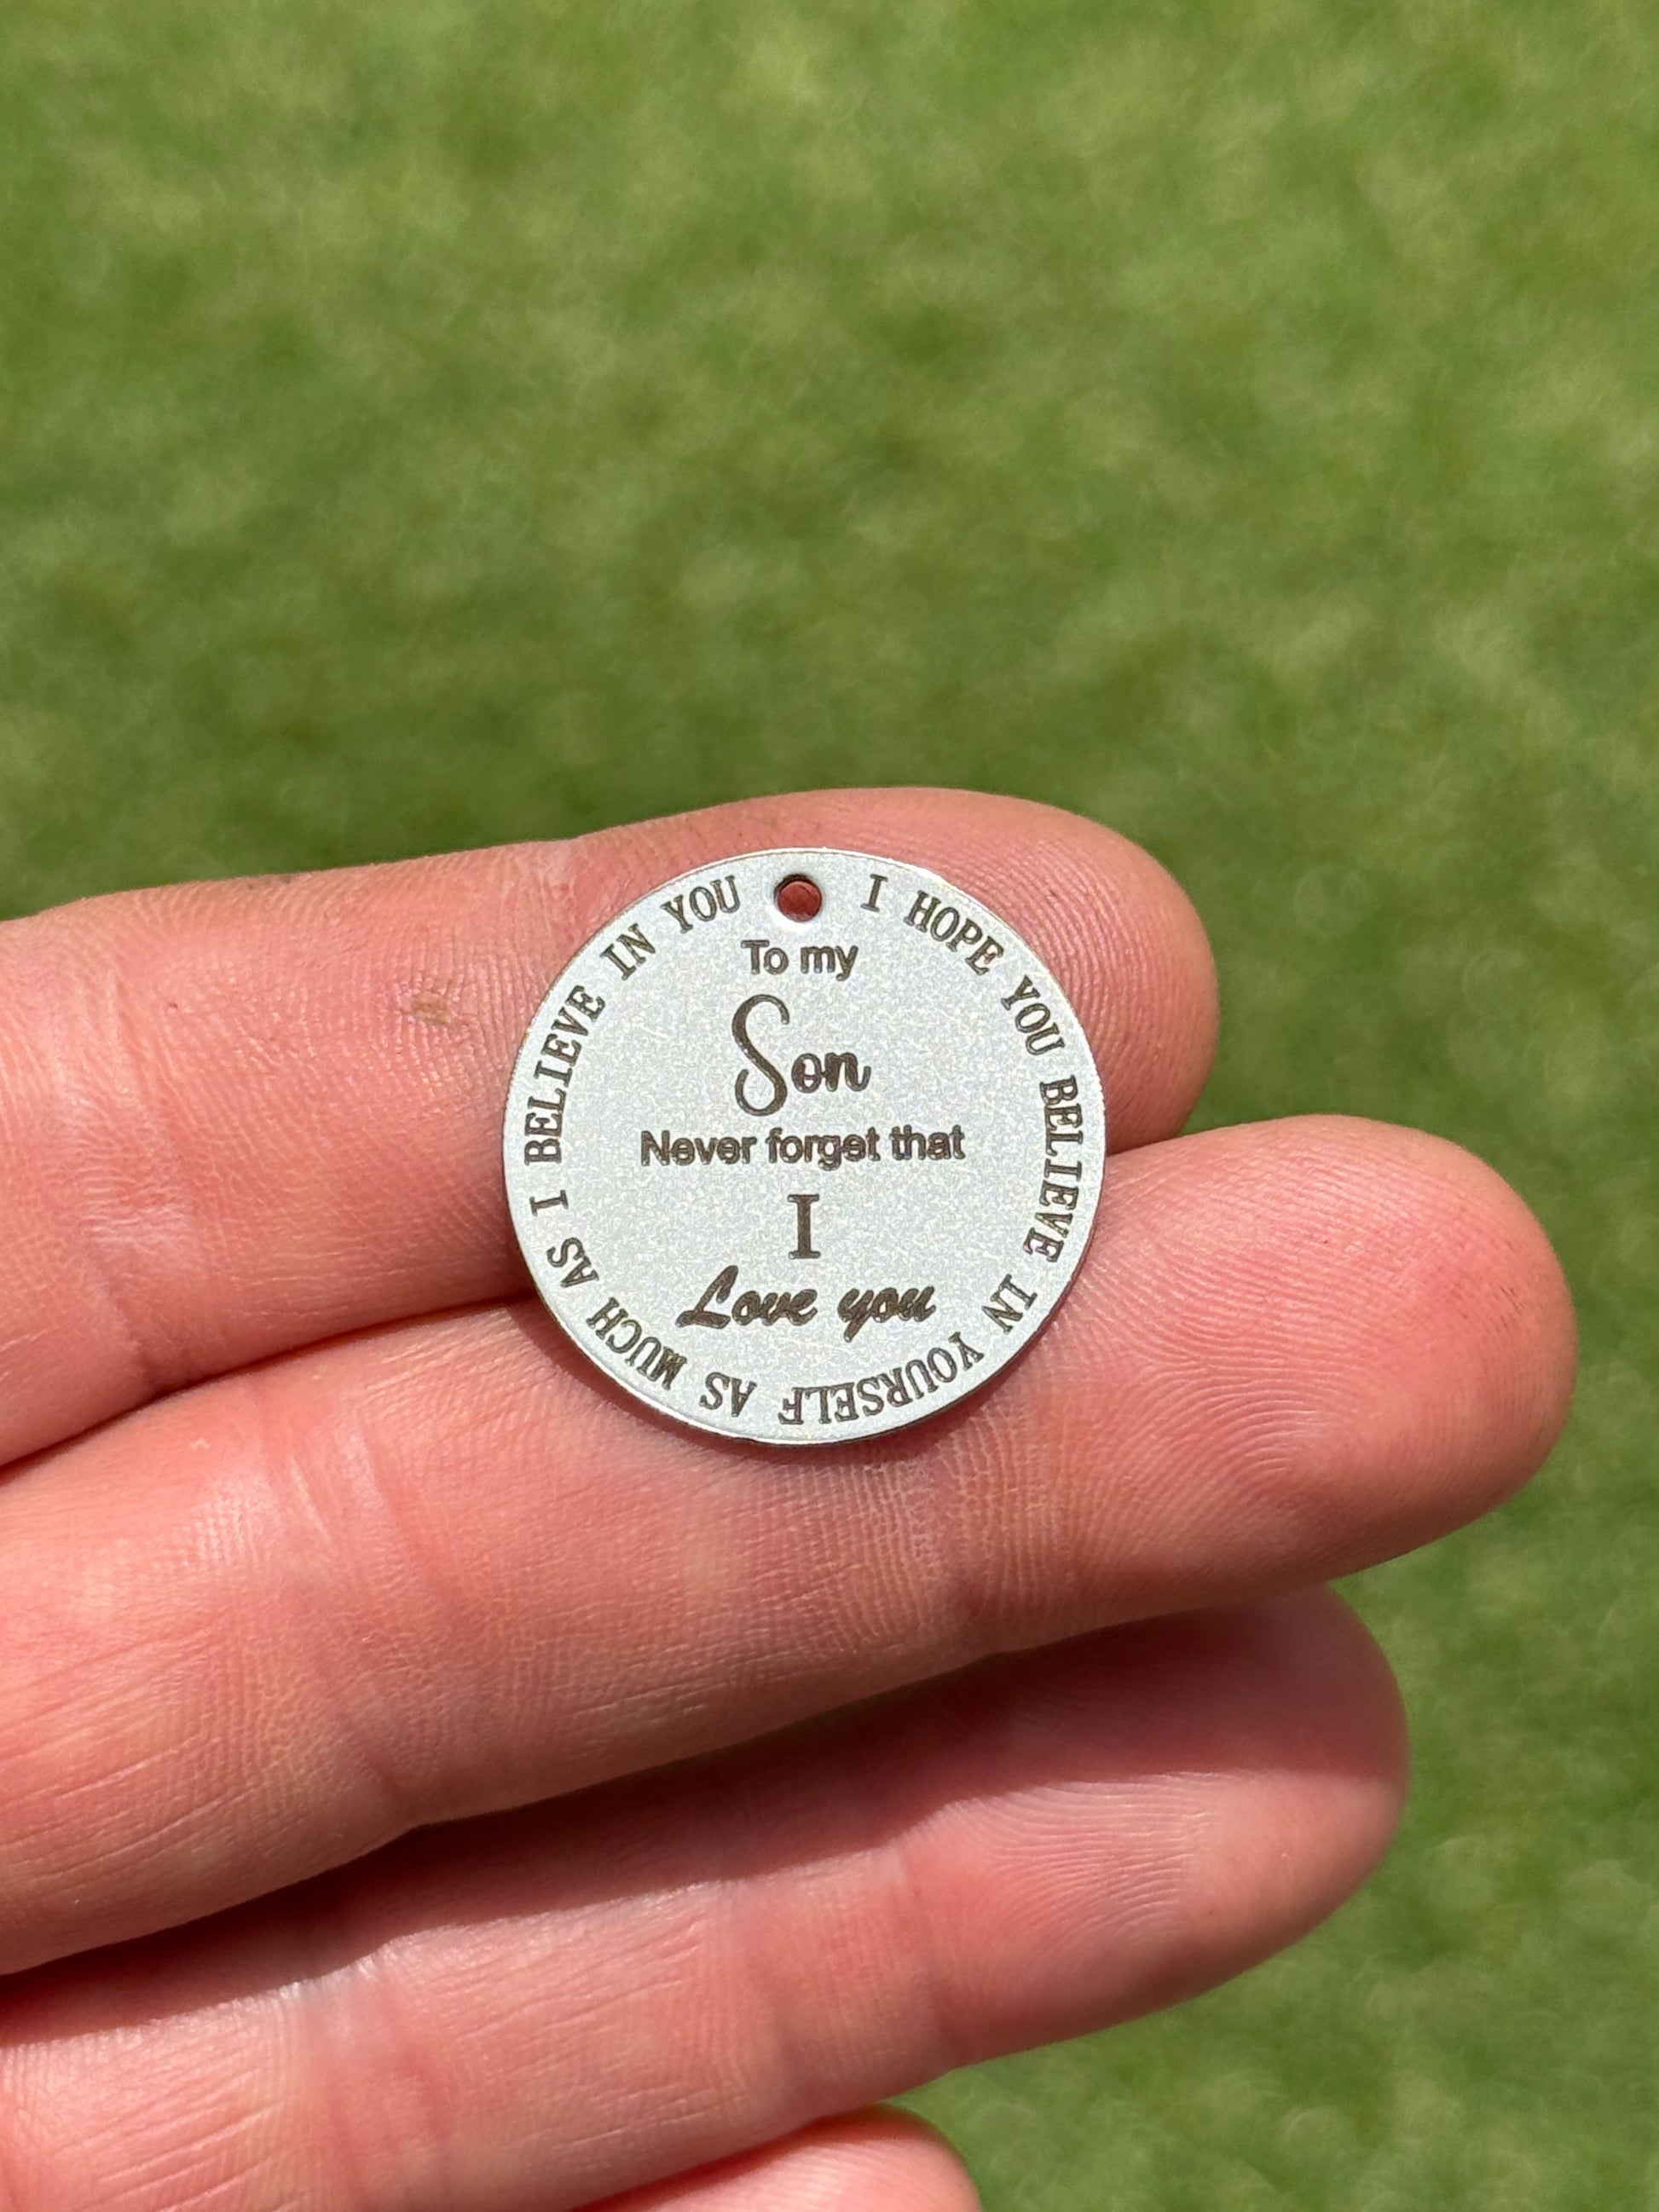 To my
Son
Never forget that
I
Love you
I HOPE YOU BELIEVE IN YOURSELF AS MUCH AS I BELIEVE IN YOU